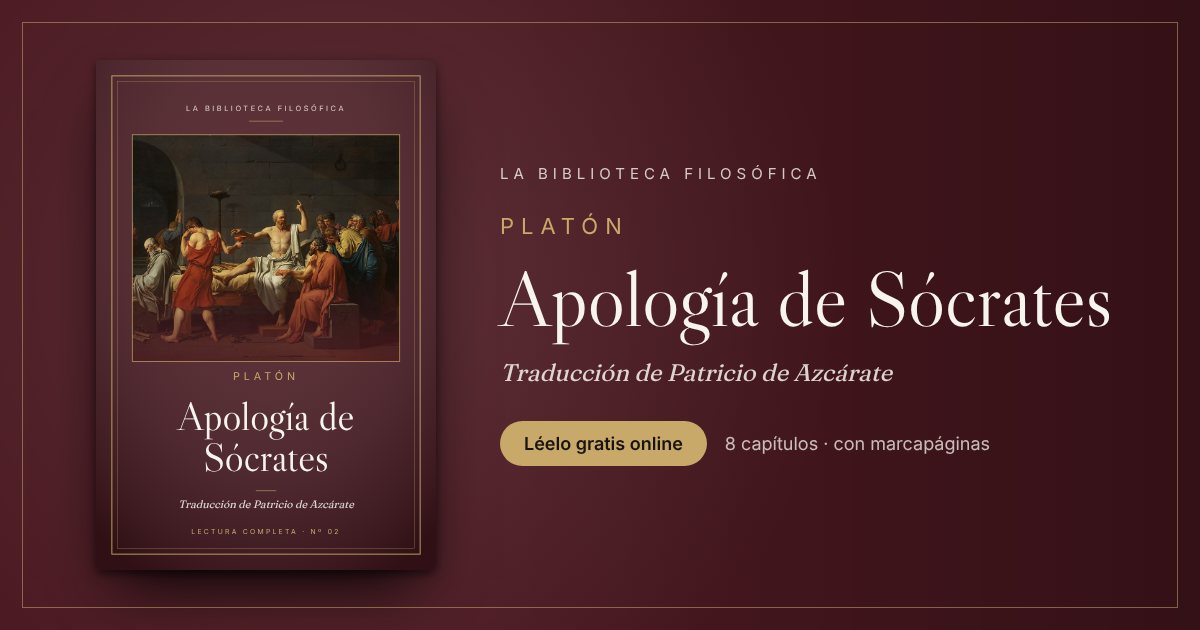 LA BIBLIOTECA FILOSÓFICA
PLATÓN
Apología de
Sócrates
Traducción de Patricio de Azcárate
LECTURA COMPLETA · Nº 02
LA BIBLIOTECA FILOSÓFICA
PLATÓN
Apología de Sócrates
Traducción de Patricio de Azcárate
Léelo gratis online
8 capítulos · con marcapáginas